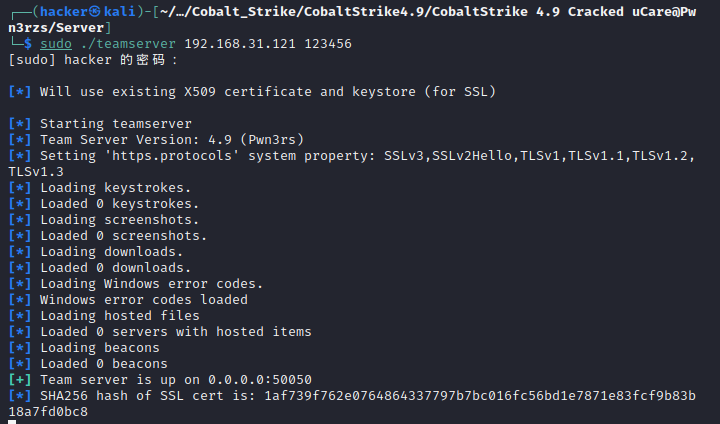 ┌──(hacker㉿kali)-[~/…/Cobalt_Strike/CobaltStrike4.9/CobaltStrike 4.9 Cracked uCare@Pw
n3rzs/Server]
└─$ sudo ./teamserver 192.168.31.121 123456
[sudo] hacker 的密码：
[*] Will use existing X509 certificate and keystore (for SSL)
[*] Starting teamserver
[*] Team Server Version: 4.9 (Pwn3rs)
[*] Setting 'https.protocols' system property: SSLv3,SSLv2Hello,TLSv1,TLSv1.1,TLSv1.2,
TLSv1.3
[*] Loading keystrokes.
[*] Loaded 0 keystrokes.
[*] Loading screenshots.
[*] Loaded 0 screenshots.
[*] Loading downloads.
[*] Loaded 0 downloads.
[*] Loading Windows error codes.
[*] Windows error codes loaded
[*] Loading hosted files
[*] Loaded 0 servers with hosted items
[*] Loading beacons
[*] Loaded 0 beacons
[+] Team server is up on 0.0.0.0:50050
[*] SHA256 hash of SSL cert is: 1af739f762e0764864337797b7bc016fc56bd1e7871e83fcf9b83b
18a7fd0bc8